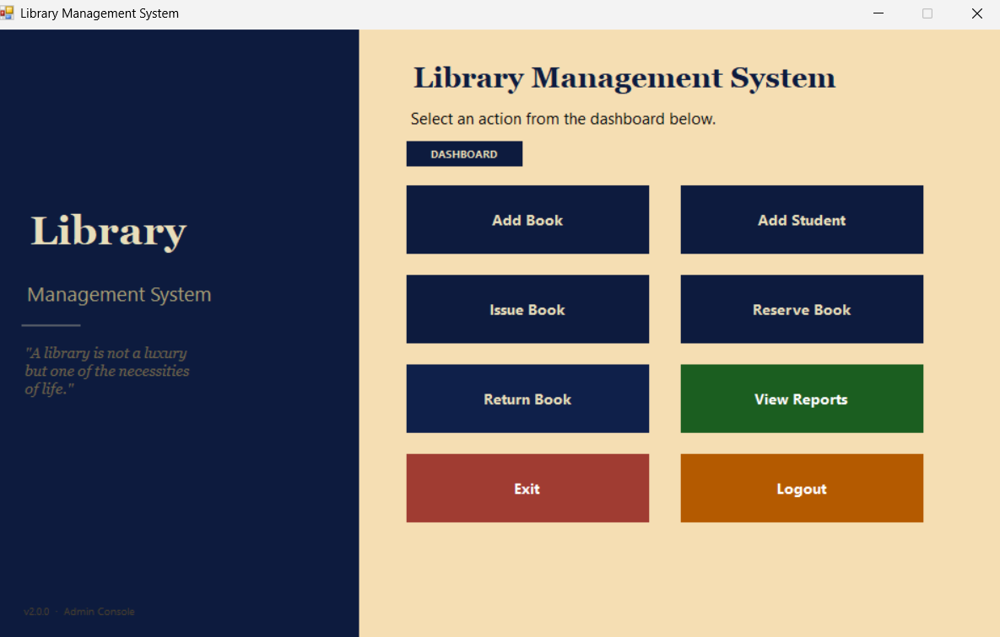 Library Management System
Library
Management System
"A library is not a luxury
but one of the necessities
of life."
v2.0.0 · Admin Console
Library Management System
Select an action from the dashboard below.
DASHBOARD
Add Book
Add Student
Issue Book
Reserve Book
Return Book
View Reports
Exit
Logout